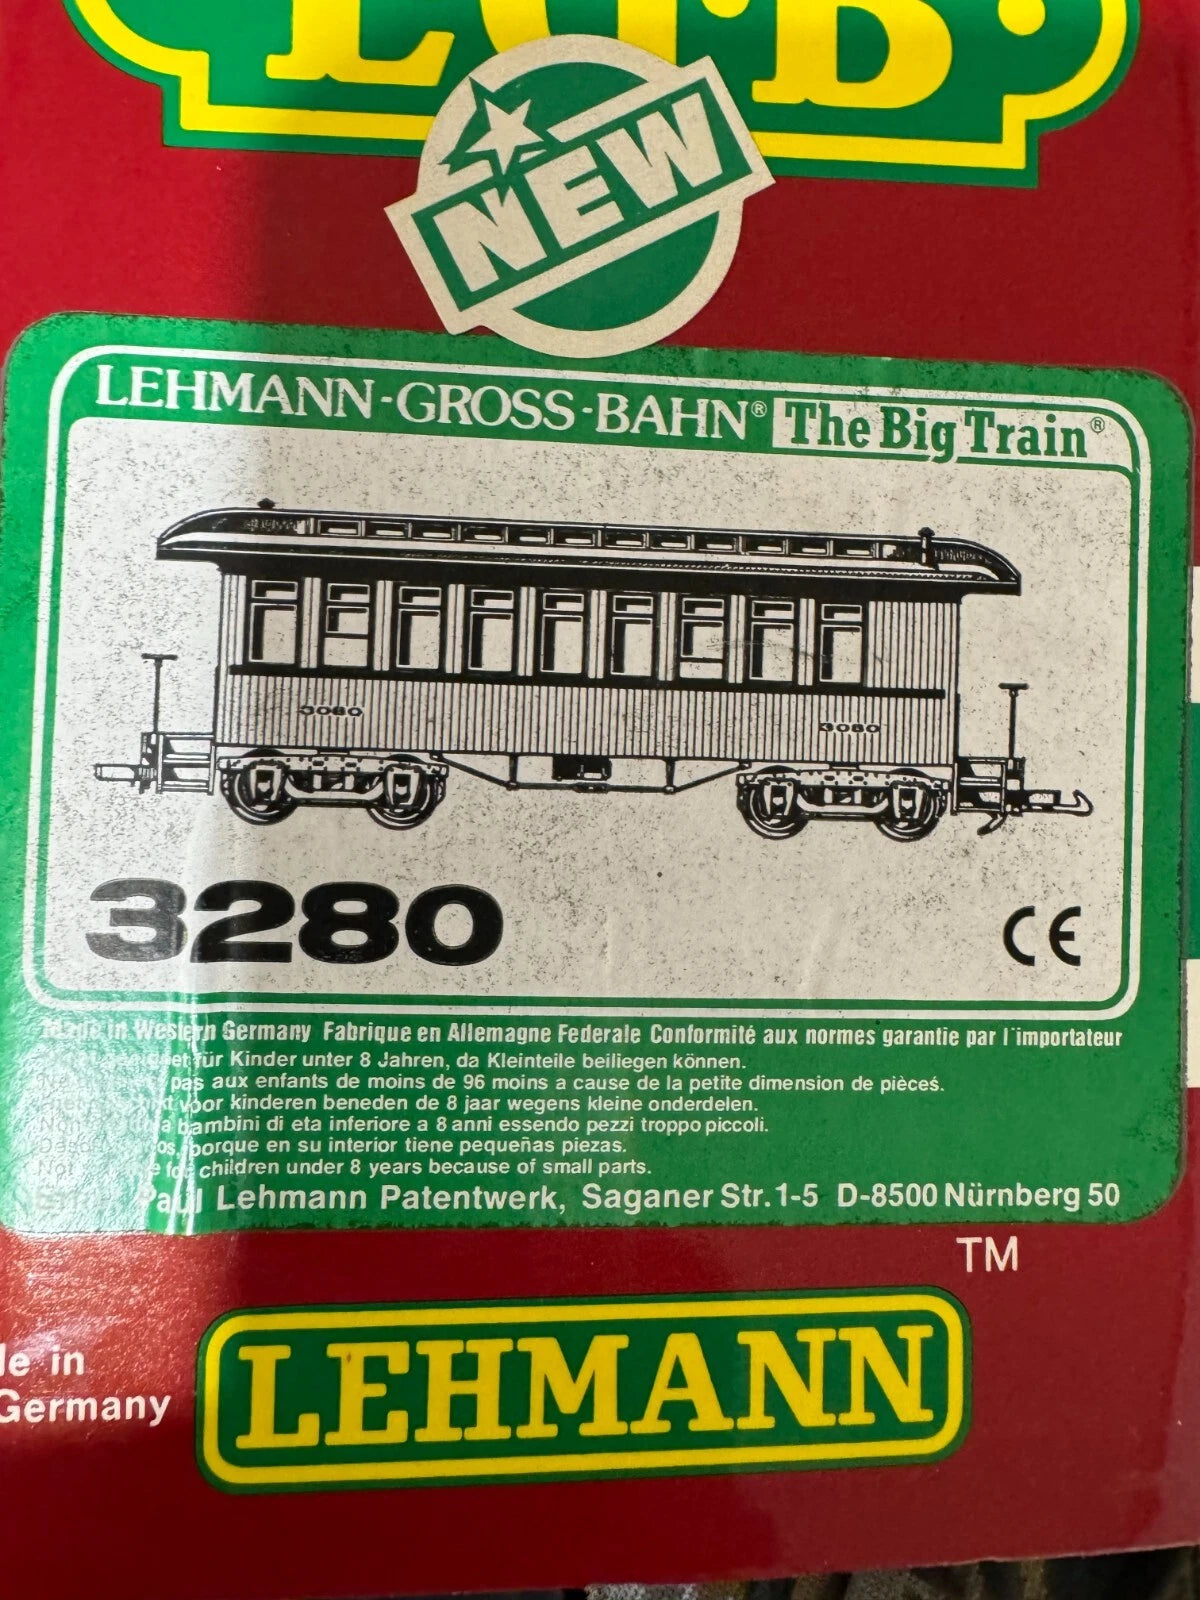 L.G.B.
NEW
LEHMANN-GROSS-BAHN® The Big Train®
3080
3080
3280
CE
Made in Western Germany Fabrique en Allemagne Federale Conformité aux normes garantie par l'importateur
für Kinder unter 8 Jahren, da Kleinteile beiliegen können.
pas aux enfants de moins de 96 moins a cause de la petite dimension de pièces.
voor kinderen beneden de 8 jaar wegens kleine onderdelen.
bambini di eta inferiore a 8 anni essendo pezzi troppo piccoli.
porque en su interior tiene pequeñas piezas.
Not for children under 8 years because of small parts.
Paul Lehmann Patentwerk, Saganer Str. 1-5 D-8500 Nürnberg 50
TM
LEHMANN
in
Germany